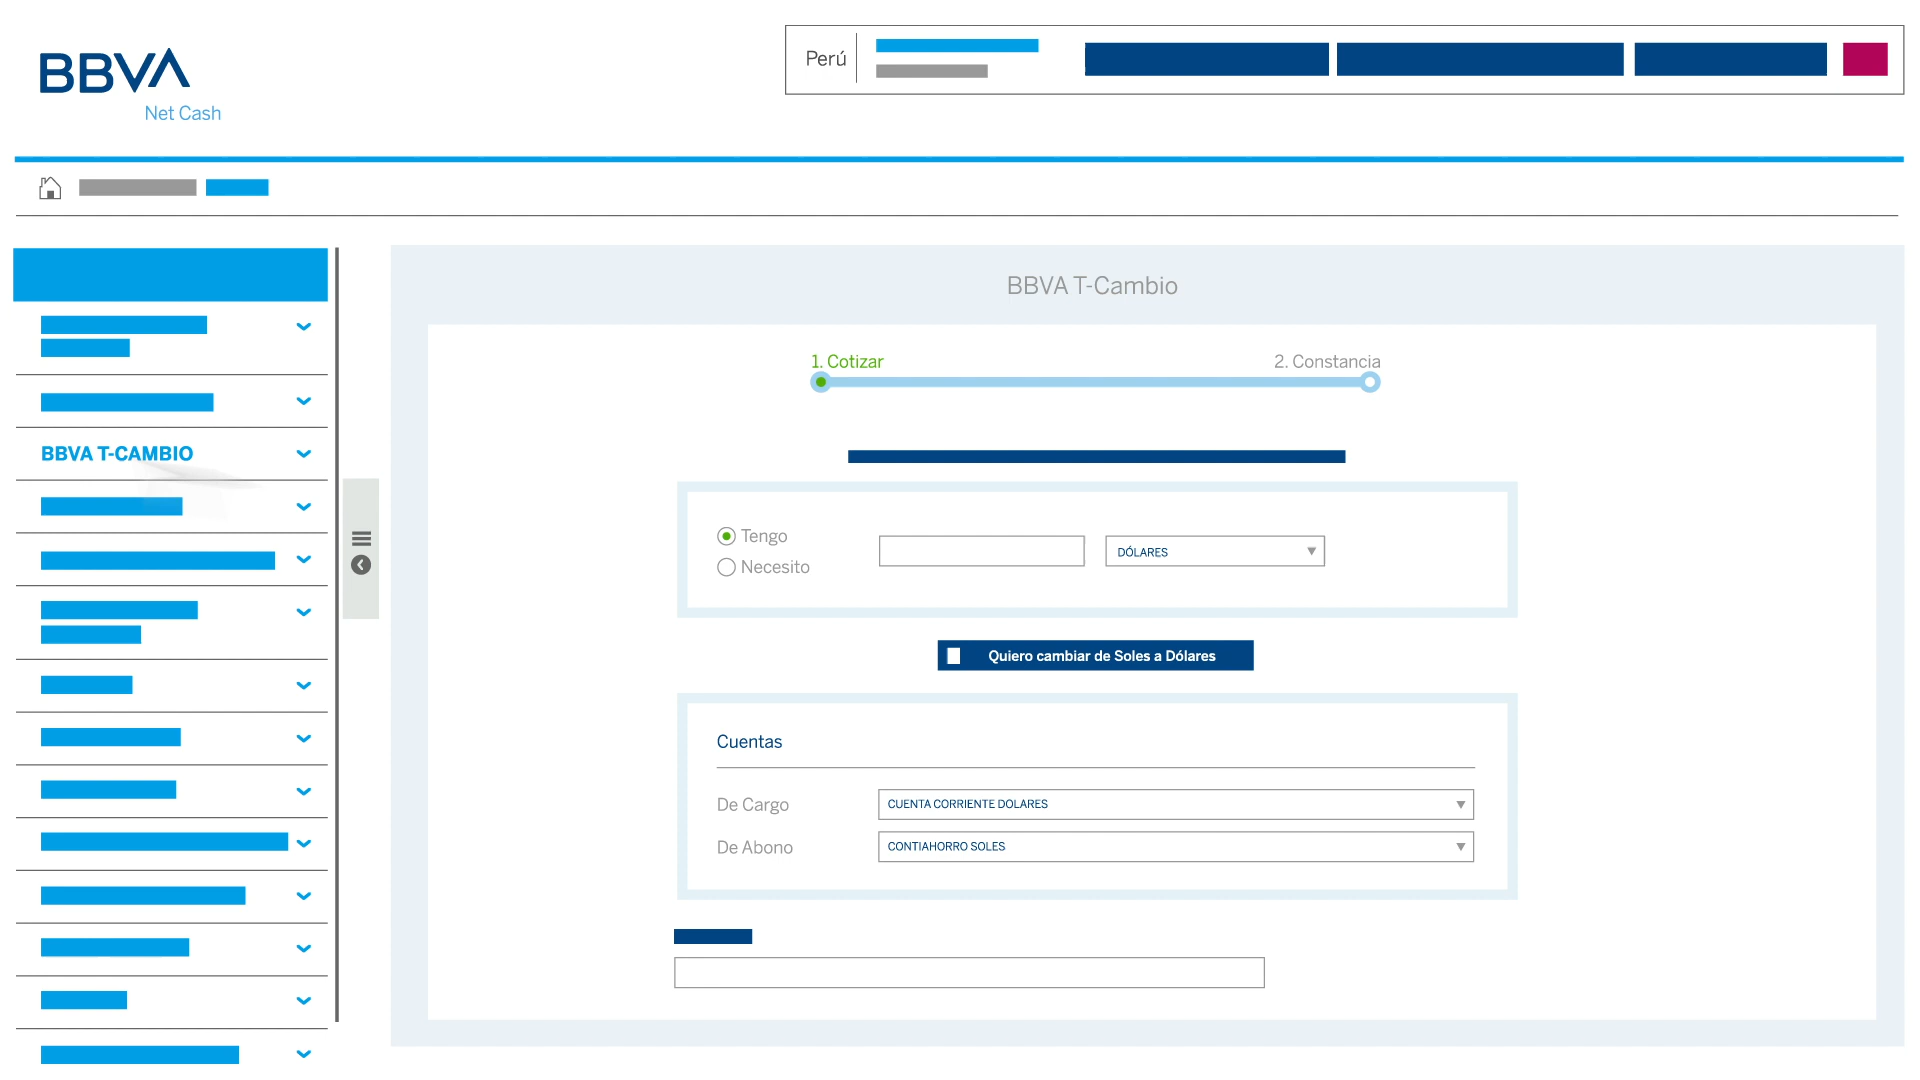 BBVA
Net Cash
Perú
BBVA T-CAMBIO
BBVA T-Cambio
1. Cotizar
2. Constancia
Tengo
Necesito
DÓLARES
Quiero cambiar de Soles a Dólares
Cuentas
De Cargo
CUENTA CORRIENTE DOLARES
De Abono
CONTIAHORRO SOLES